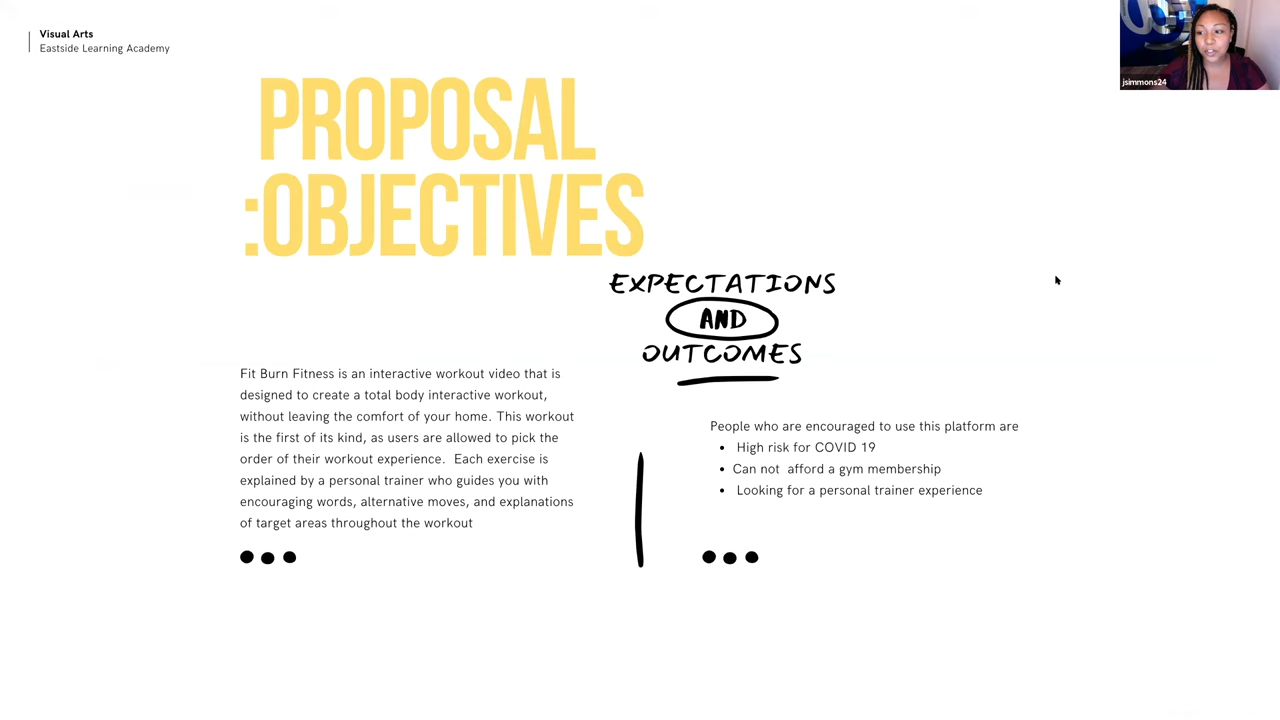 Visual Arts
Eastside Learning Academy
jsimmons24
PROPOSAL
:OBJECTIVES
EXPECTATIONS
AND
OUTCOMES
Fit Burn Fitness is an interactive workout video that is
designed to create a total body interactive workout,
without leaving the comfort of your home. This workout
is the first of its kind, as users are allowed to pick the
order of their workout experience.  Each exercise is
explained by a personal trainer who guides you with
encouraging words, alternative moves, and explanations
of target areas throughout the workout
People who are encouraged to use this platform are
• High risk for COVID 19
• Can not  afford a gym membership
• Looking for a personal trainer experience